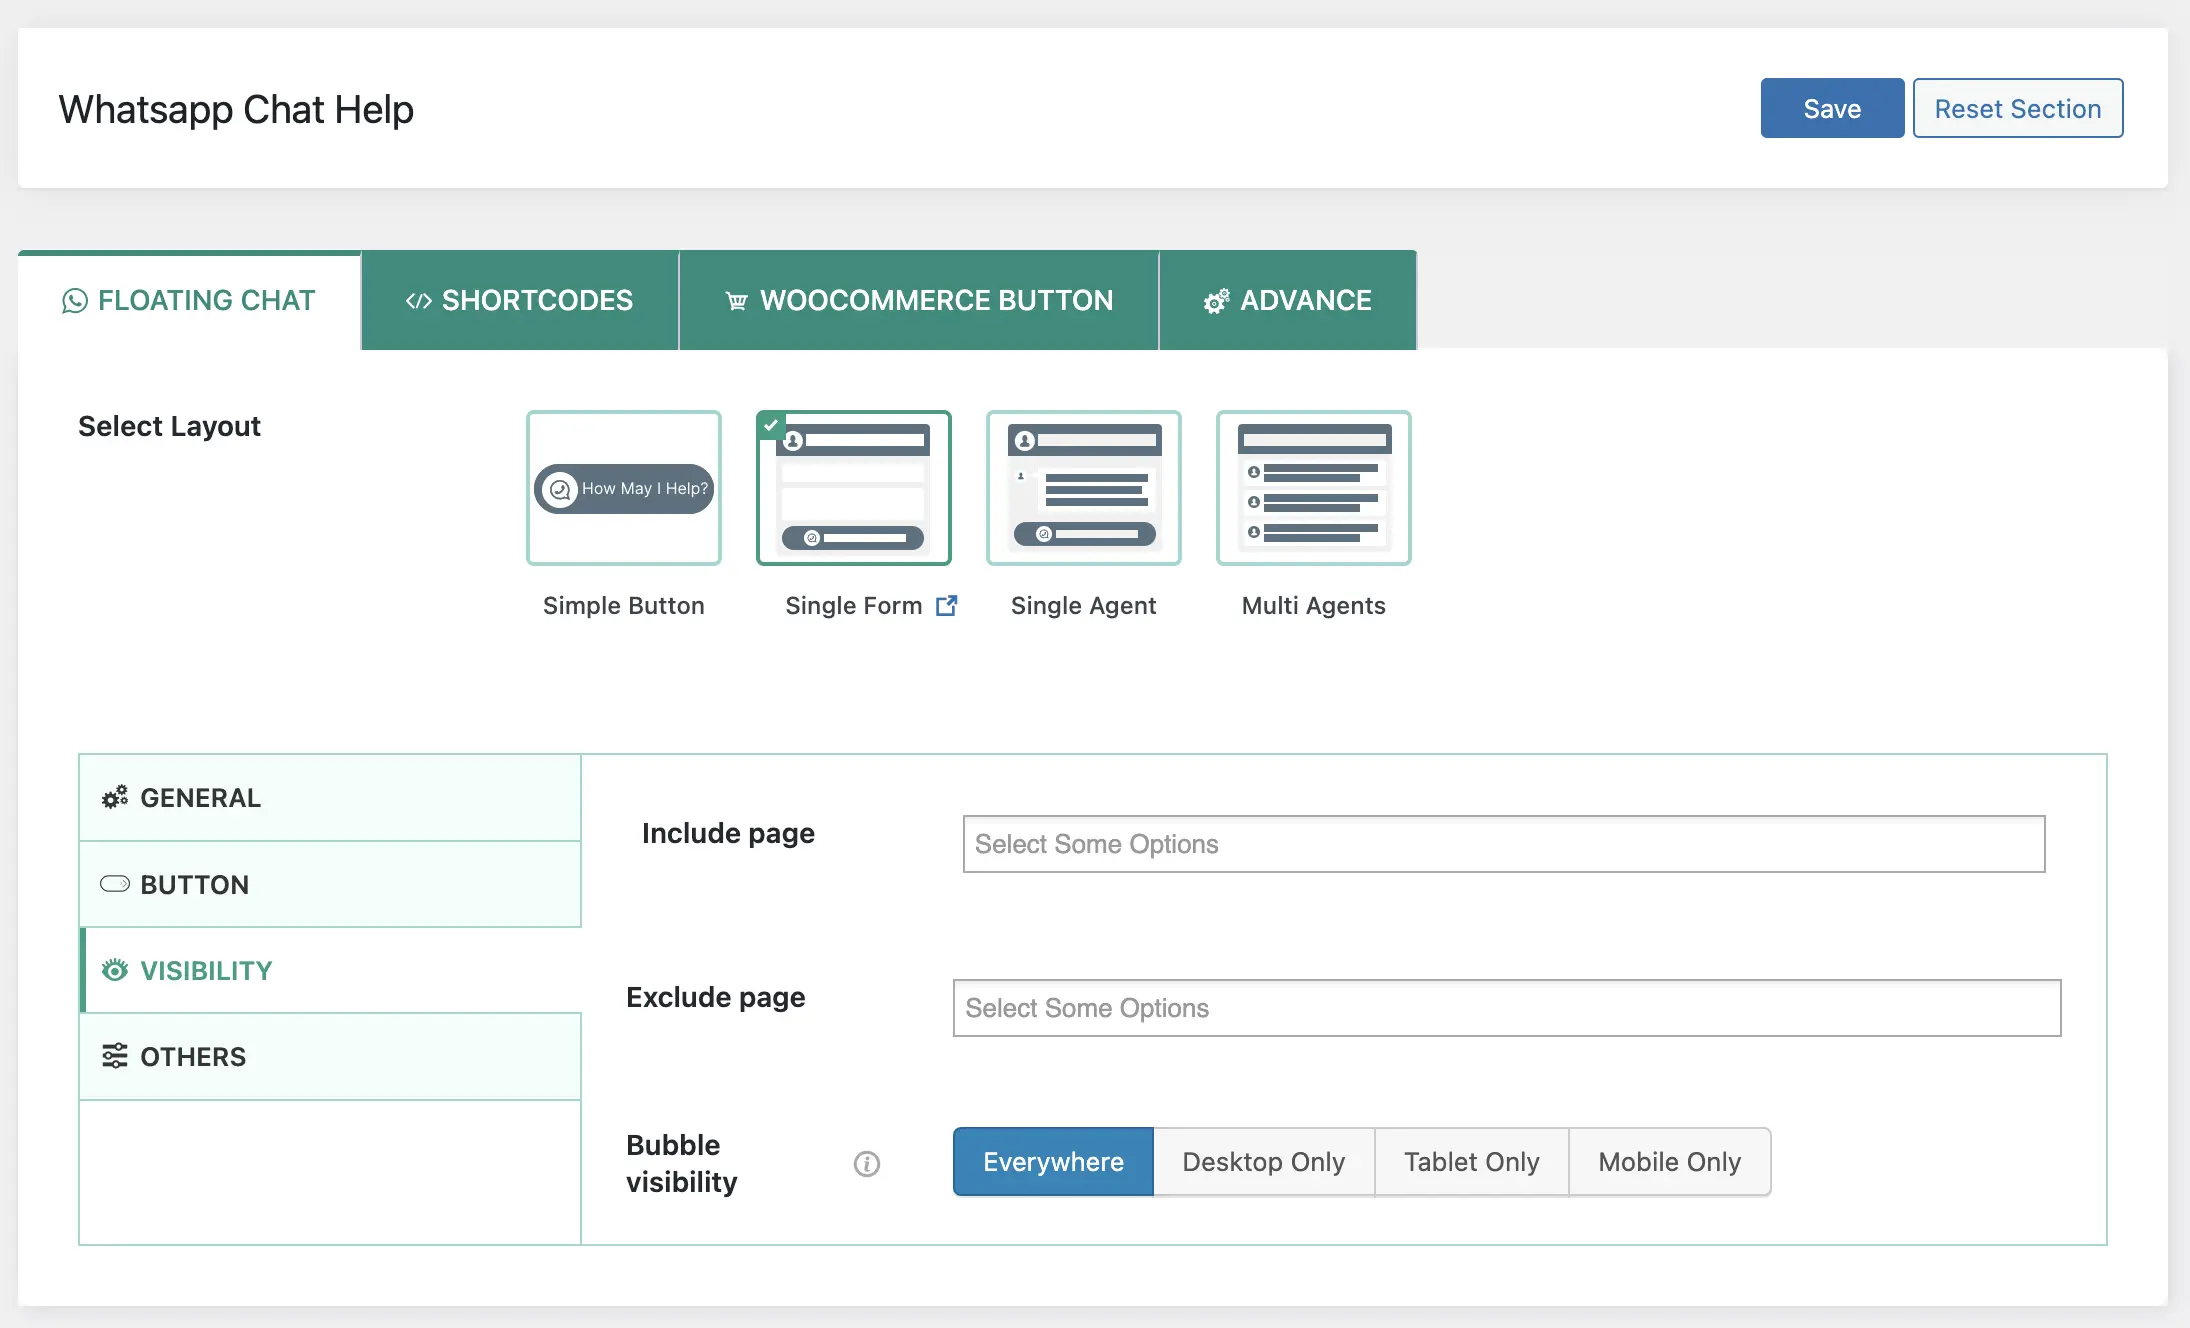 Whatsapp Chat Help
Save
Reset Section
FLOATING CHAT
SHORTCODES
WOOCOMMERCE BUTTON
ADVANCE
Select Layout
How May I Help?
Simple Button
Single Form
Single Agent
Multi Agents
GENERAL
BUTTON
VISIBILITY
OTHERS
Include page
Select Some Options
Exclude page
Select Some Options
Bubble
visibility
Everywhere
Desktop Only
Tablet Only
Mobile Only